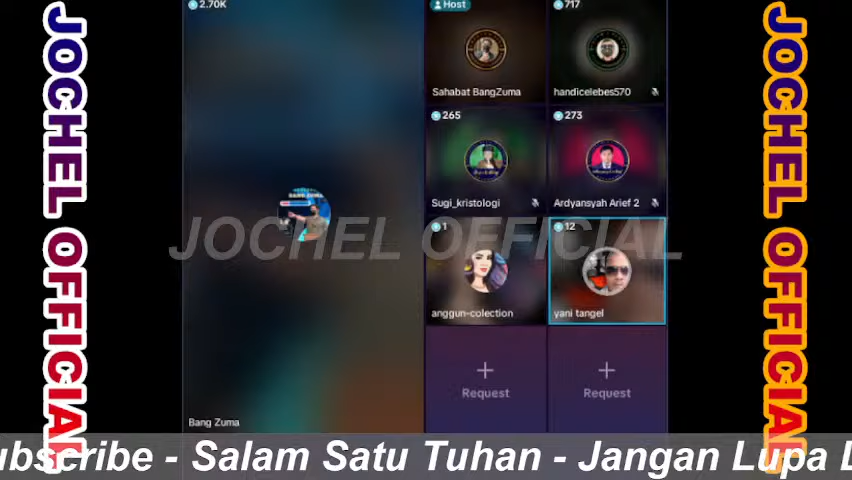 JOCHEL OFFICIAL
2.70K
Host
717
Sahabat BangZuma
handicelebes570
265
273
Sugi_kristologi
Ardyansyah Arief 2
JOCHEL OFFICIAL
1
12
anggun-colection
yani tangel
Request
Request
Bang Zuma
JOCHEL OFFICIAL
ubscribe - Salam Satu Tuhan - Jangan Lupa L